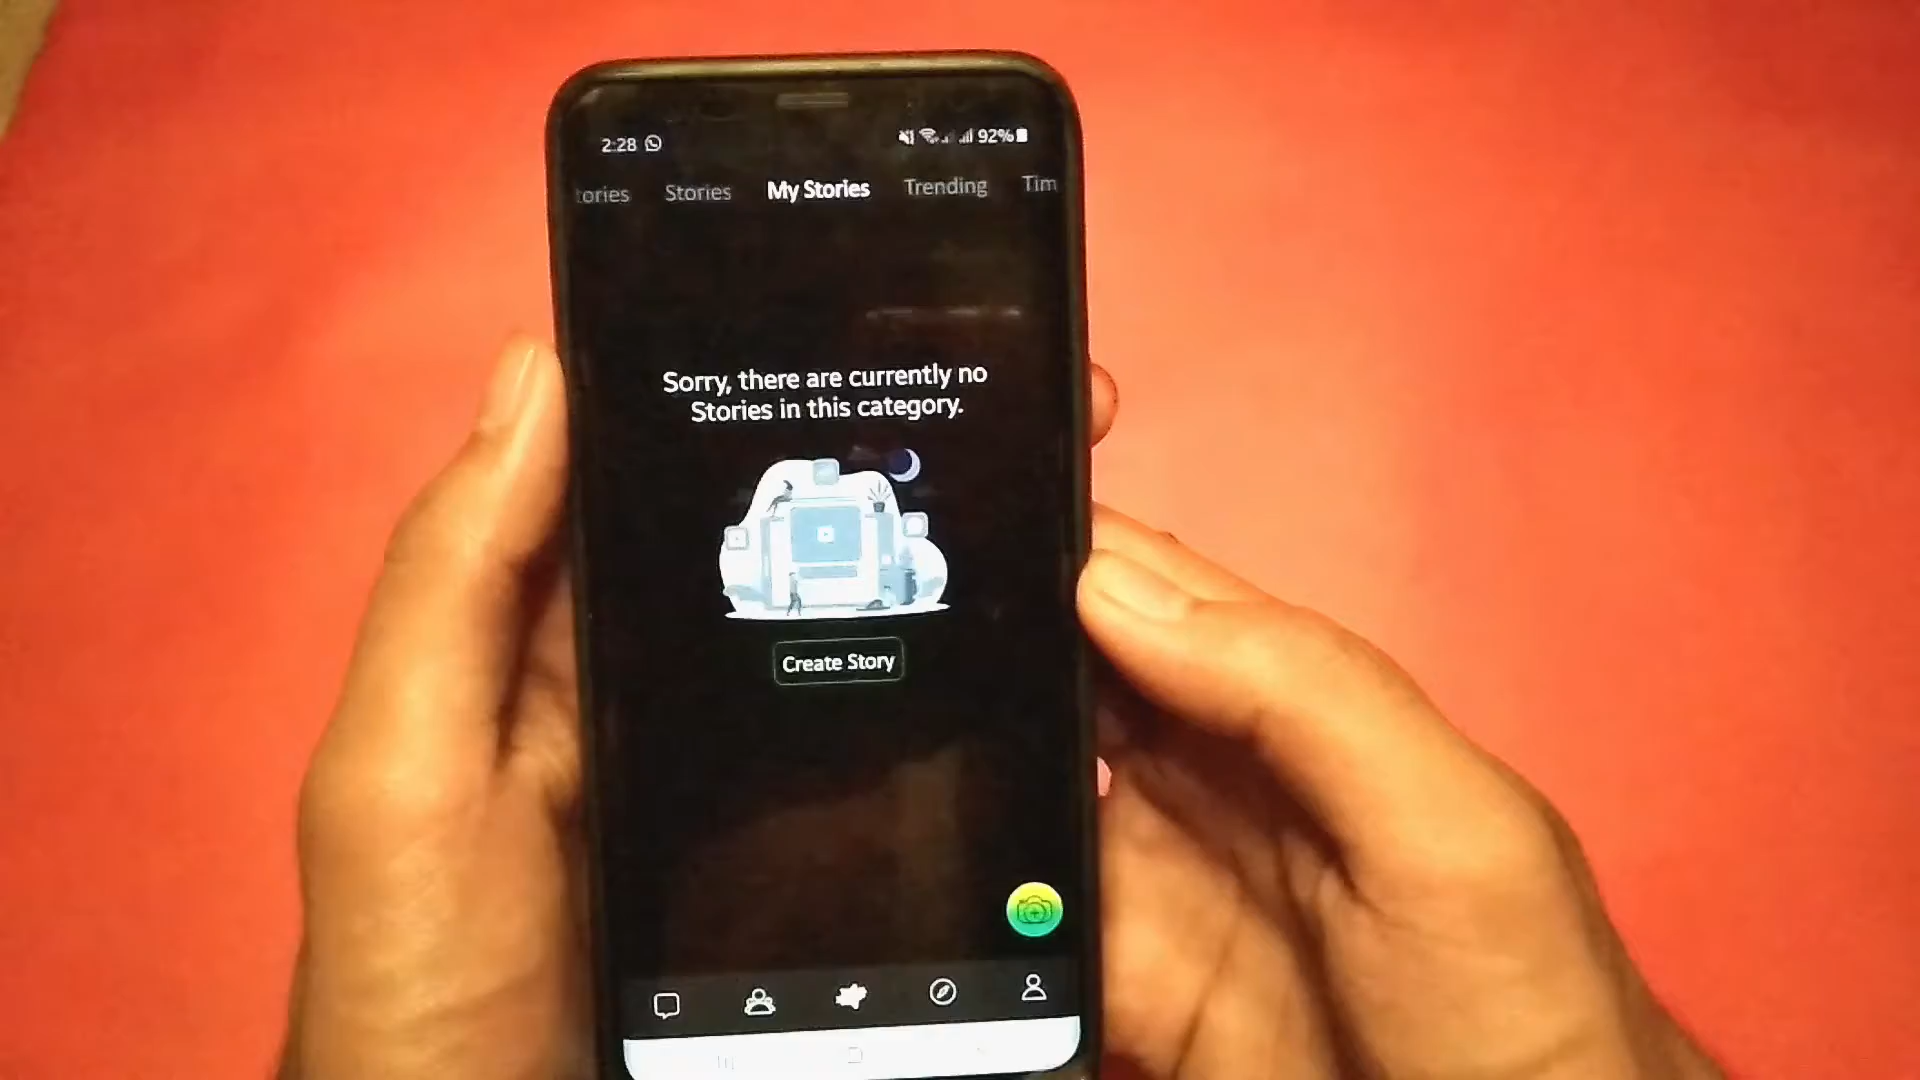 2:28 92%
tories Stories My Stories Trending Tim
Sorry, there are currently no
Stories in this category.
Create Story